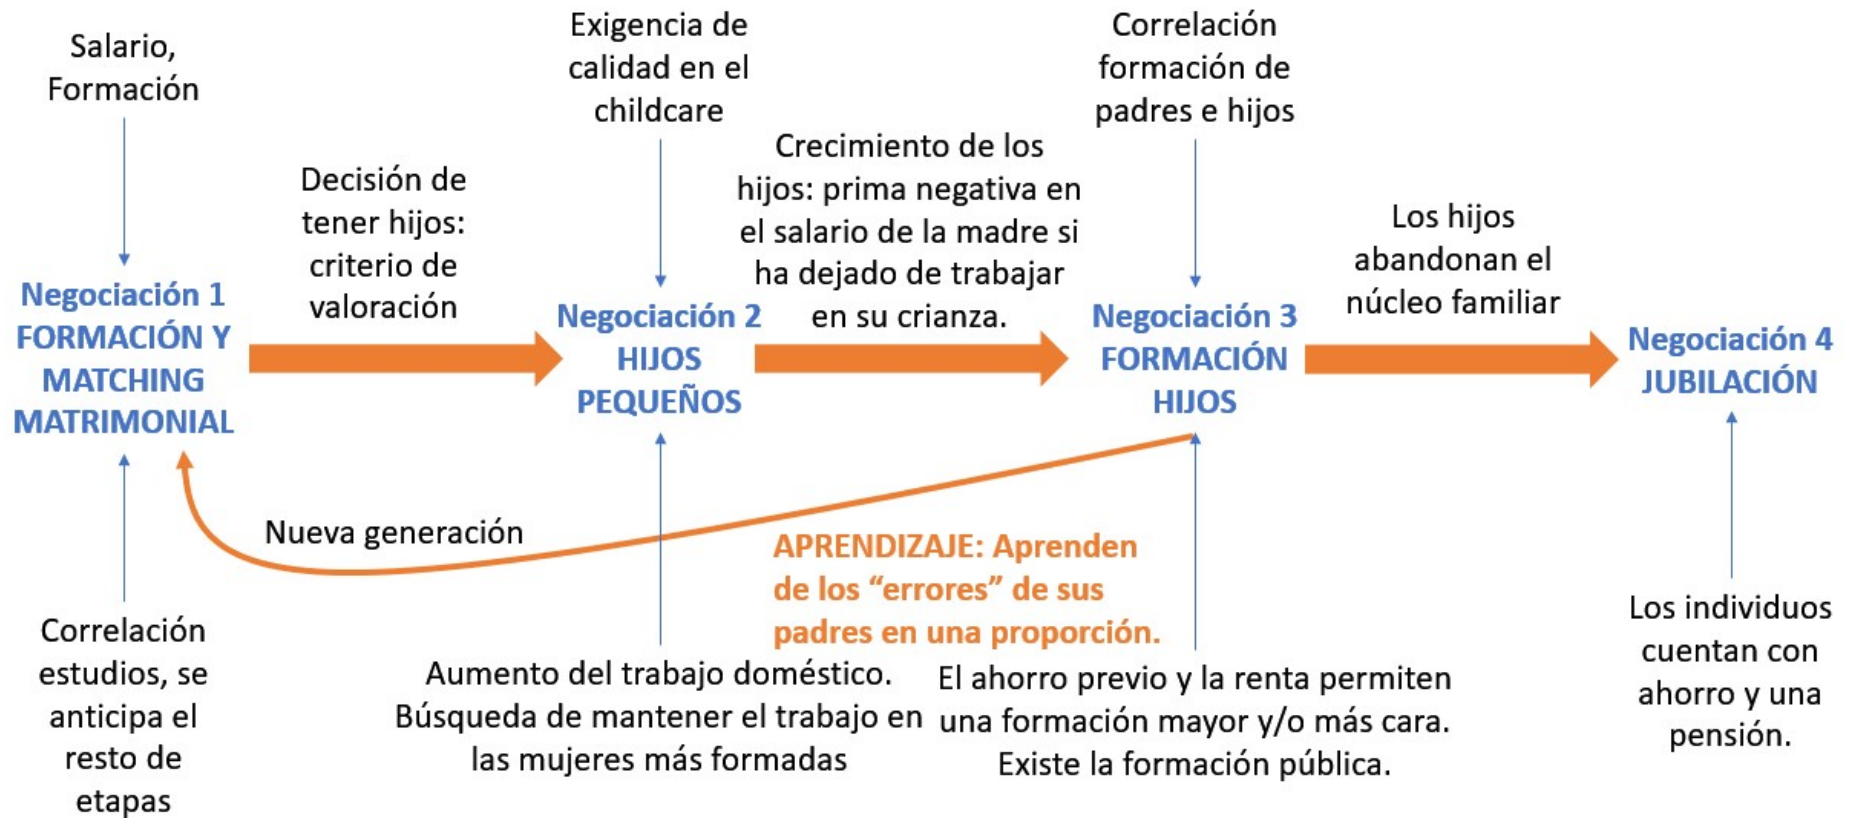 Salario,
Formación
Exigencia de
calidad en el
childcare
Correlación
formación de
padres e hijos
Decisión de
tener hijos:
criterio de
valoración
Crecimiento de los
hijos: prima negativa en
el salario de la madre si
ha dejado de trabajar
en su crianza.
Los hijos
abandonan el
núcleo familiar
Negociación 1
FORMACIÓN Y
MATCHING
MATRIMONIAL
Negociación 2
HIJOS
PEQUEÑOS
Negociación 3
FORMACIÓN
HIJOS
Negociación 4
JUBILACIÓN
Nueva generación
APRENDIZAJE: Aprenden
de los “errores” de sus
padres en una proporción.
Correlación
estudios, se
anticipa el
resto de
etapas
Aumento del trabajo doméstico.
Búsqueda de mantener el trabajo en
las mujeres más formadas
El ahorro previo y la renta permiten
una formación mayor y/o más cara.
Existe la formación pública.
Los individuos
cuentan con
ahorro y una
pensión.